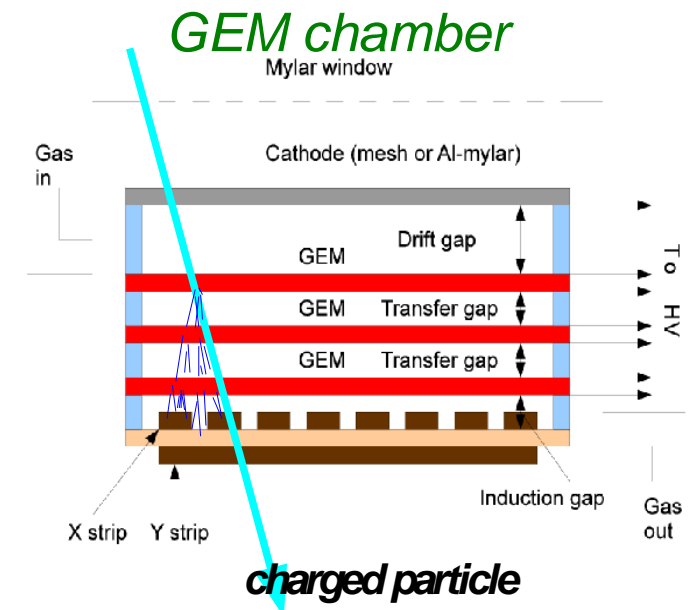 GEM chamber
Mylar window
Gas
in
Cathode (mesh or Al-mylar)
Drift gap
GEM
To HV
GEM
Transfer gap
GEM
Transfer gap
Induction gap
X strip
Y strip
Gas
out
charged particle